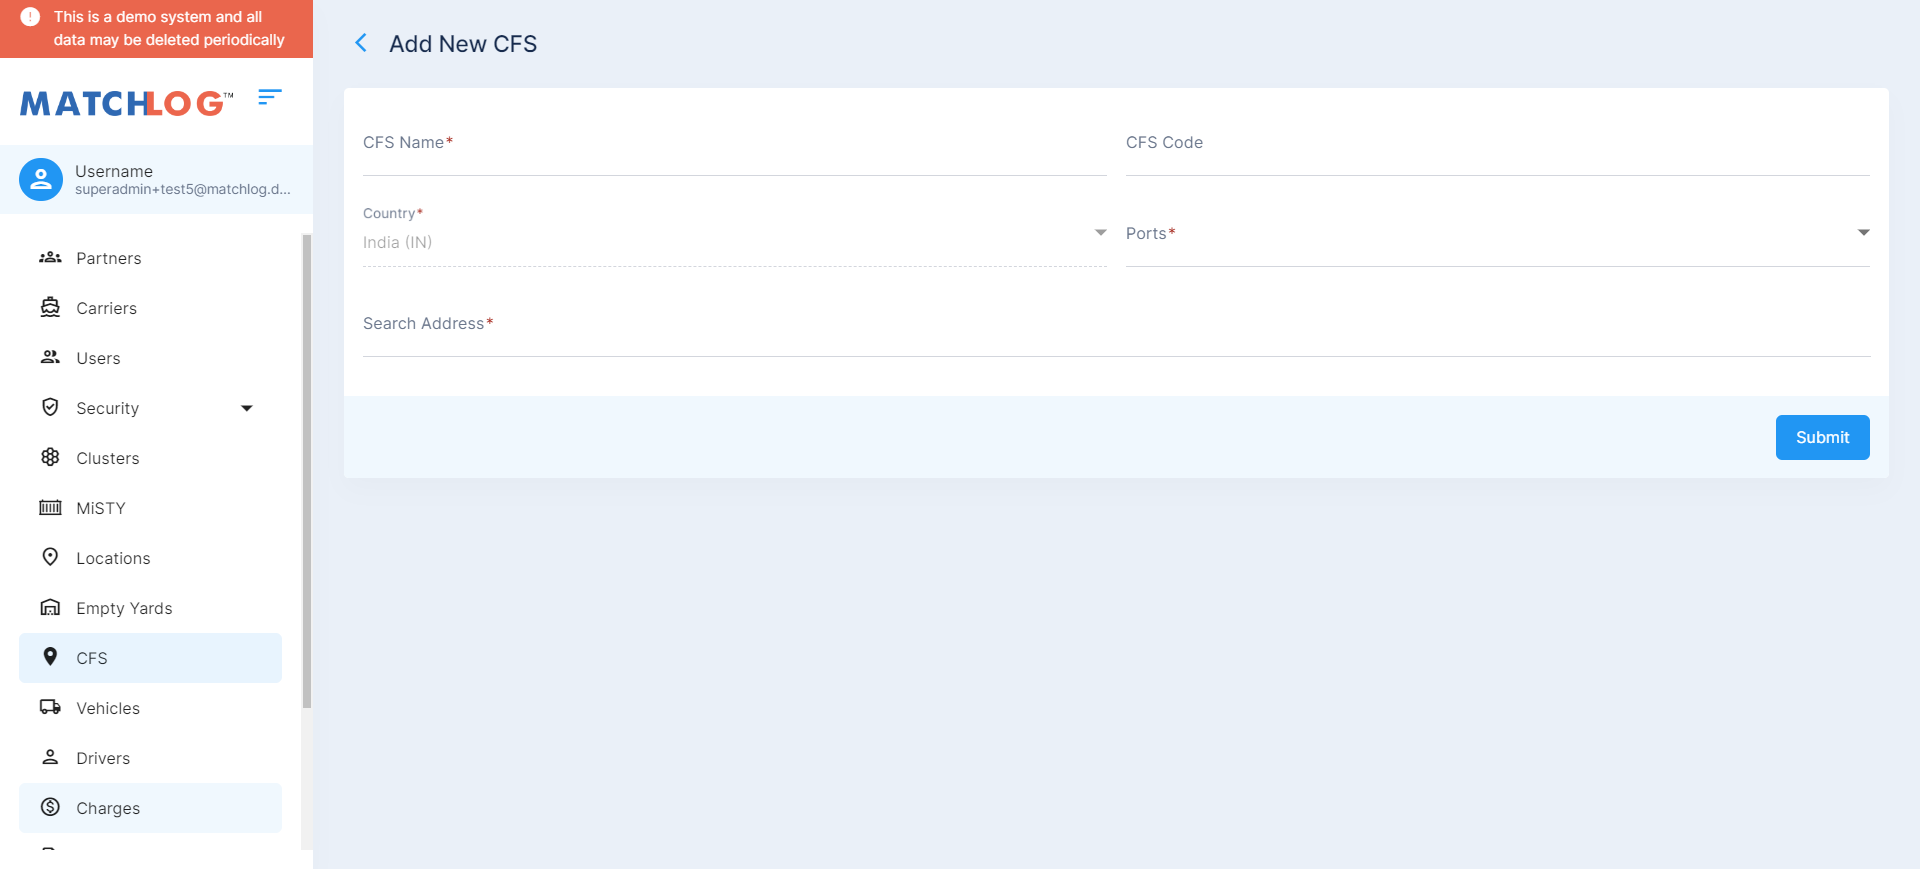 This is a demo system and all
data may be deleted periodically
MATCHLOG™
Username
superadmin+test5@matchlog.d...
Partners
Carriers
Users
Security
Clusters
MiSTY
Locations
Empty Yards
CFS
Vehicles
Drivers
Charges
Add New CFS
CFS Name*
CFS Code
Country*
India (IN)
Ports*
Search Address*
Submit